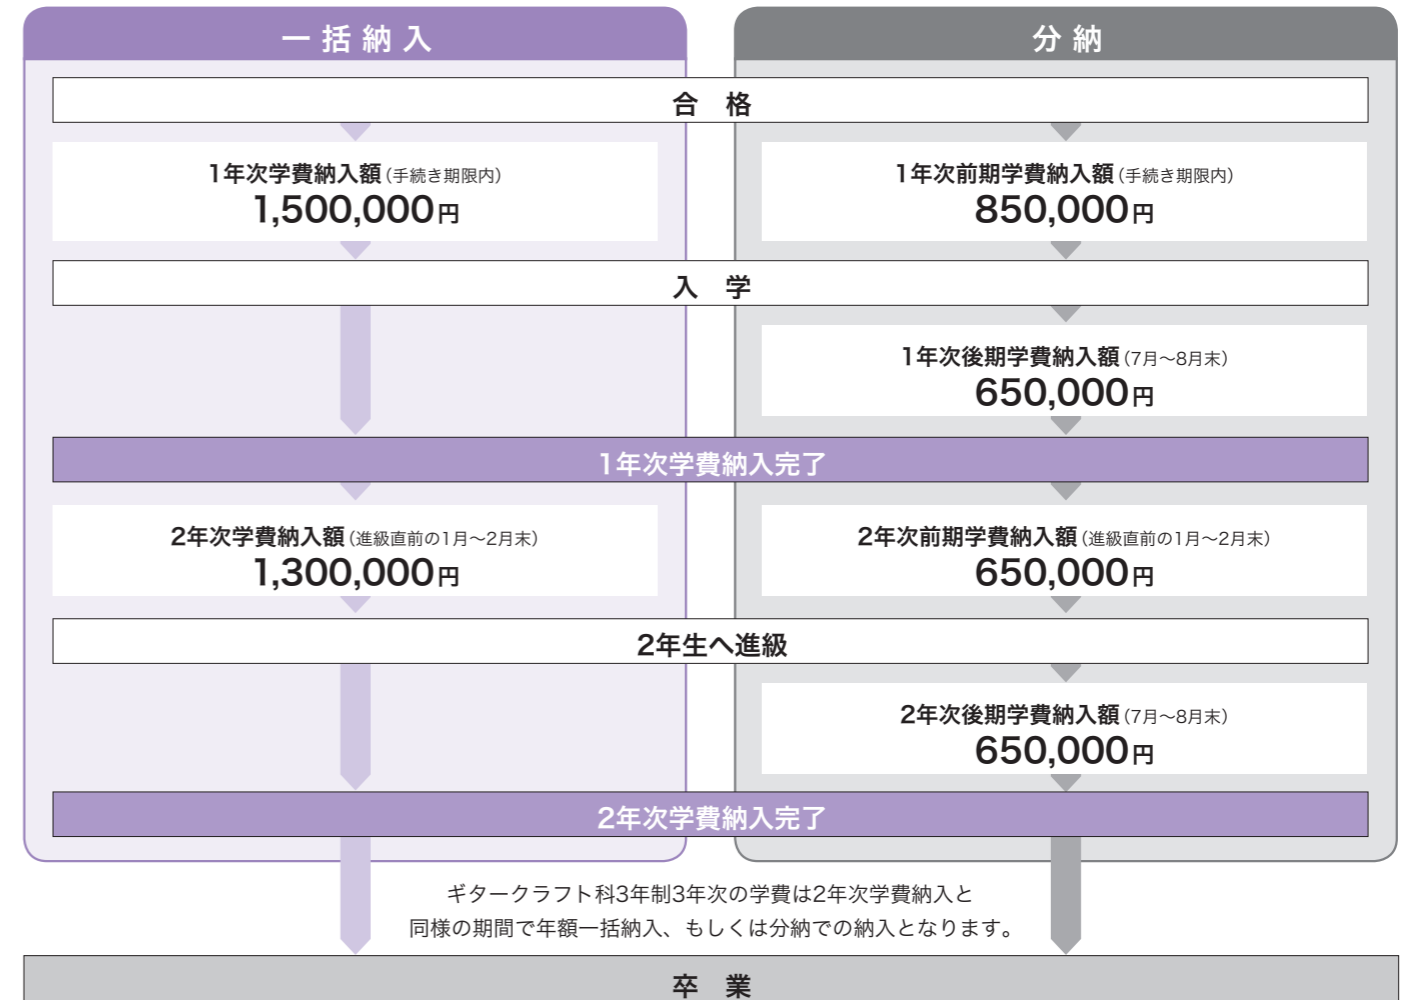 一括納入
分納
合 格
1年次学費納入額(手続き期限内)
1,500,000円
1年次前期学費納入額(手続き期限内)
850,000円
入 学
1年次後期学費納入額(7月〜8月末)
650,000円
1年次学費納入完了
2年次学費納入額(進級直前の1月〜2月末)
1,300,000円
2年次前期学費納入額(進級直前の1月〜2月末)
650,000円
2年生へ進級
2年次後期学費納入額(7月〜8月末)
650,000円
2年次学費納入完了
ギタークラフト科3年制3年次の学費は2年次学費納入と
同様の期間で年額一括納入、もしくは分納での納入となります。
卒 業